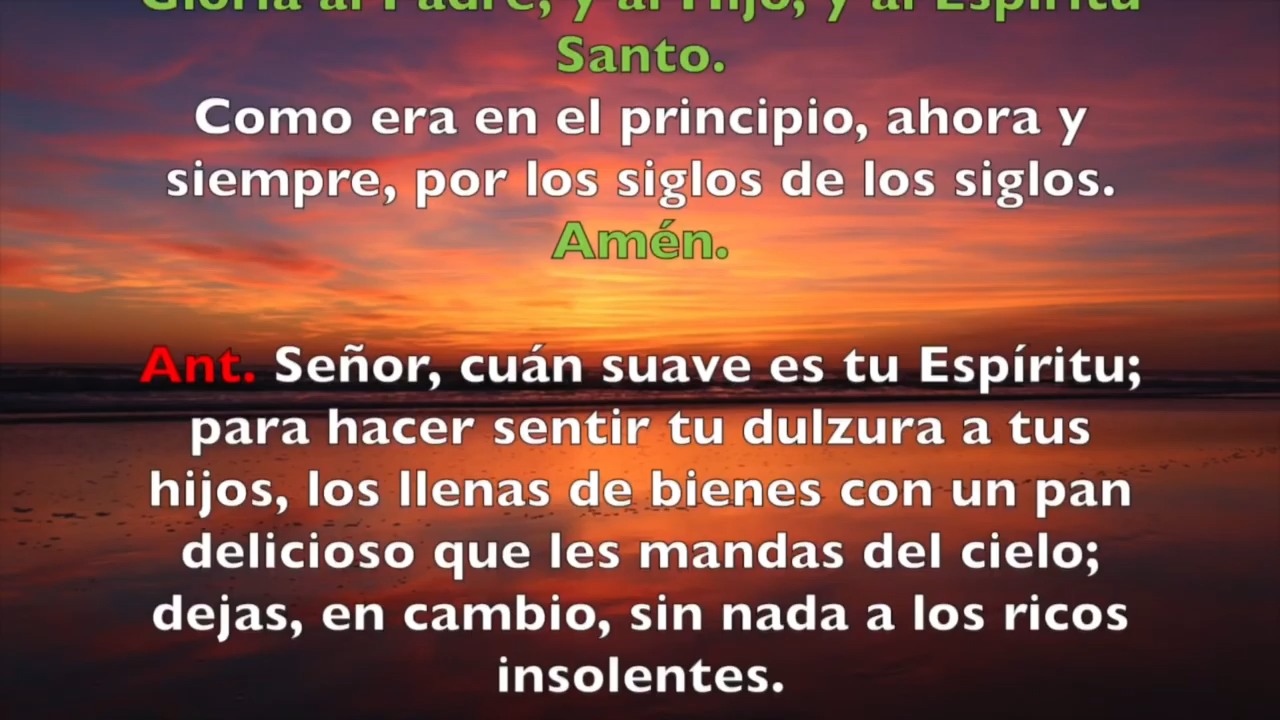 Gloria al Padre, y al Hijo, y al Espíritu
Santo.
Como era en el principio, ahora y
siempre, por los siglos de los siglos.
Amén.
Ant. Señor, cuán suave es tu Espíritu;
para hacer sentir tu dulzura a tus
hijos, los llenas de bienes con un pan
delicioso que les mandas del cielo;
dejas, en cambio, sin nada a los ricos
insolentes.